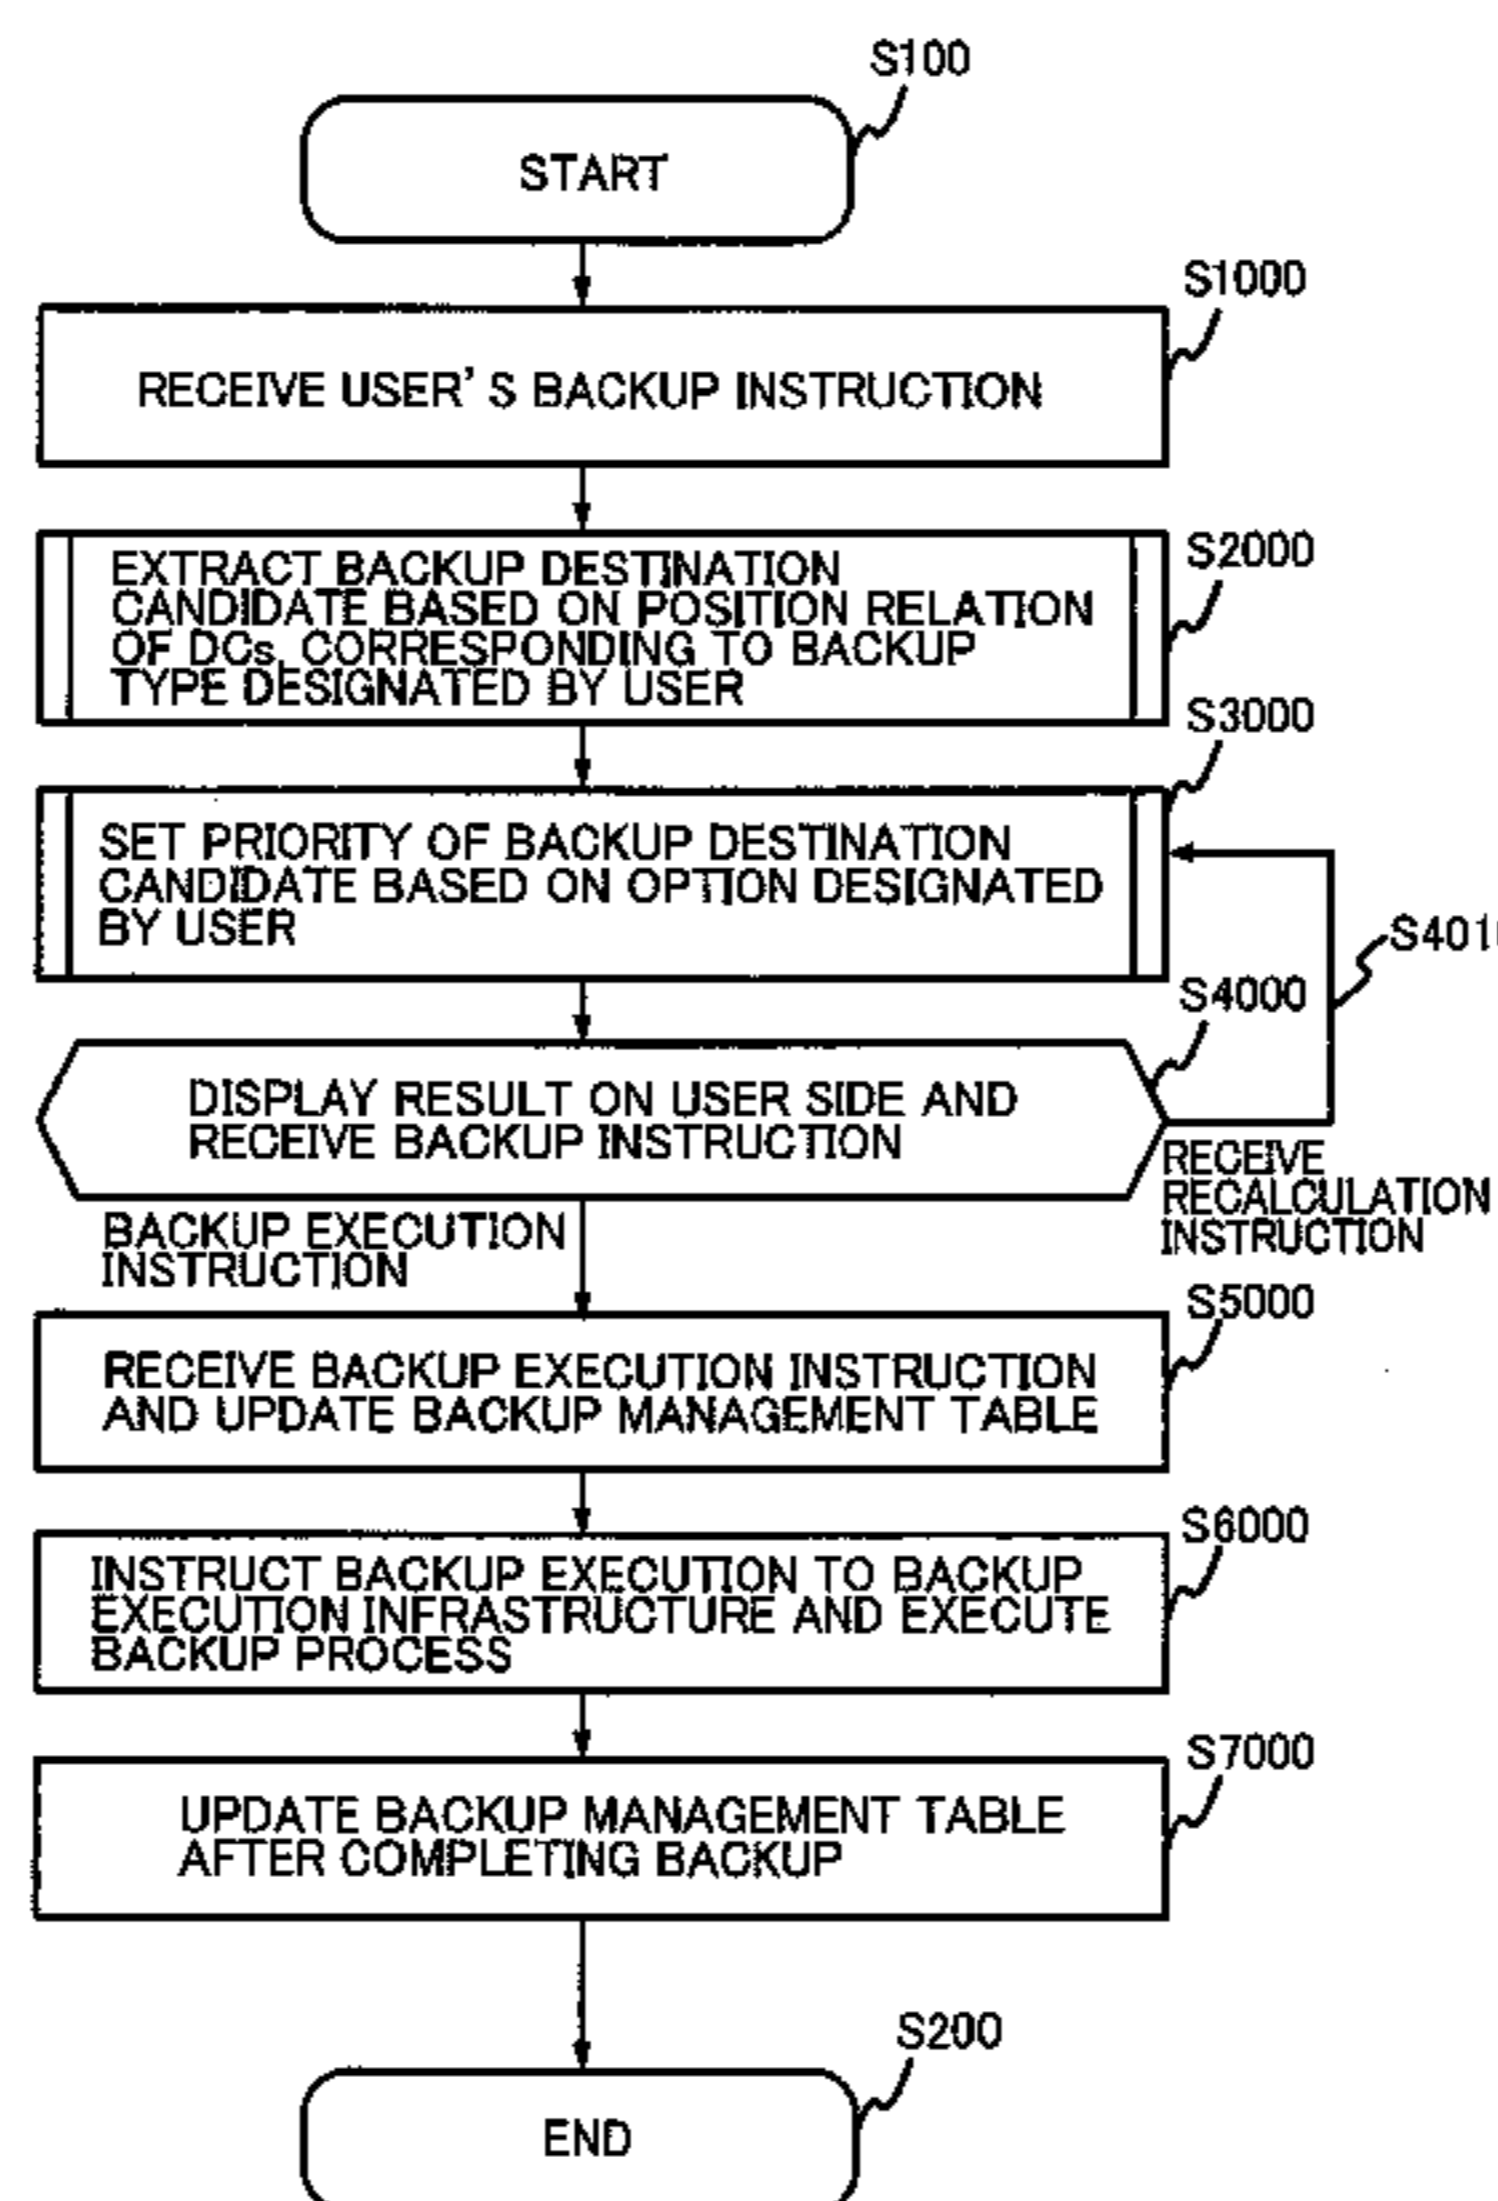 S100
START
S1000
RECEIVE USER'S BACKUP INSTRUCTION
S2000
EXTRACT BACKUP DESTINATION
CANDIDATE BASED ON POSITION RELATION
OF DCs, CORRESPONDING TO BACKUP
TYPE DESIGNATED BY USER
S3000
SET PRIORITY OF BACKUP DESTINATION
CANDIDATE BASED ON OPTION DESIGNATED
BY USER
S4000
DISPLAY RESULT ON USER SIDE AND
RECEIVE BACKUP INSTRUCTION
RECEIVE
RECALCULATION
INSTRUCTION
BACKUP EXECUTION
INSTRUCTION
S5000
RECEIVE BACKUP EXECUTION INSTRUCTION
AND UPDATE BACKUP MANAGEMENT TABLE
S6000
INSTRUCT BACKUP EXECUTION TO BACKUP
EXECUTION INFRASTRUCTURE AND EXECUTE
BACKUP PROCESS
S7000
UPDATE BACKUP MANAGEMENT TABLE
AFTER COMPLETING BACKUP
S200
END